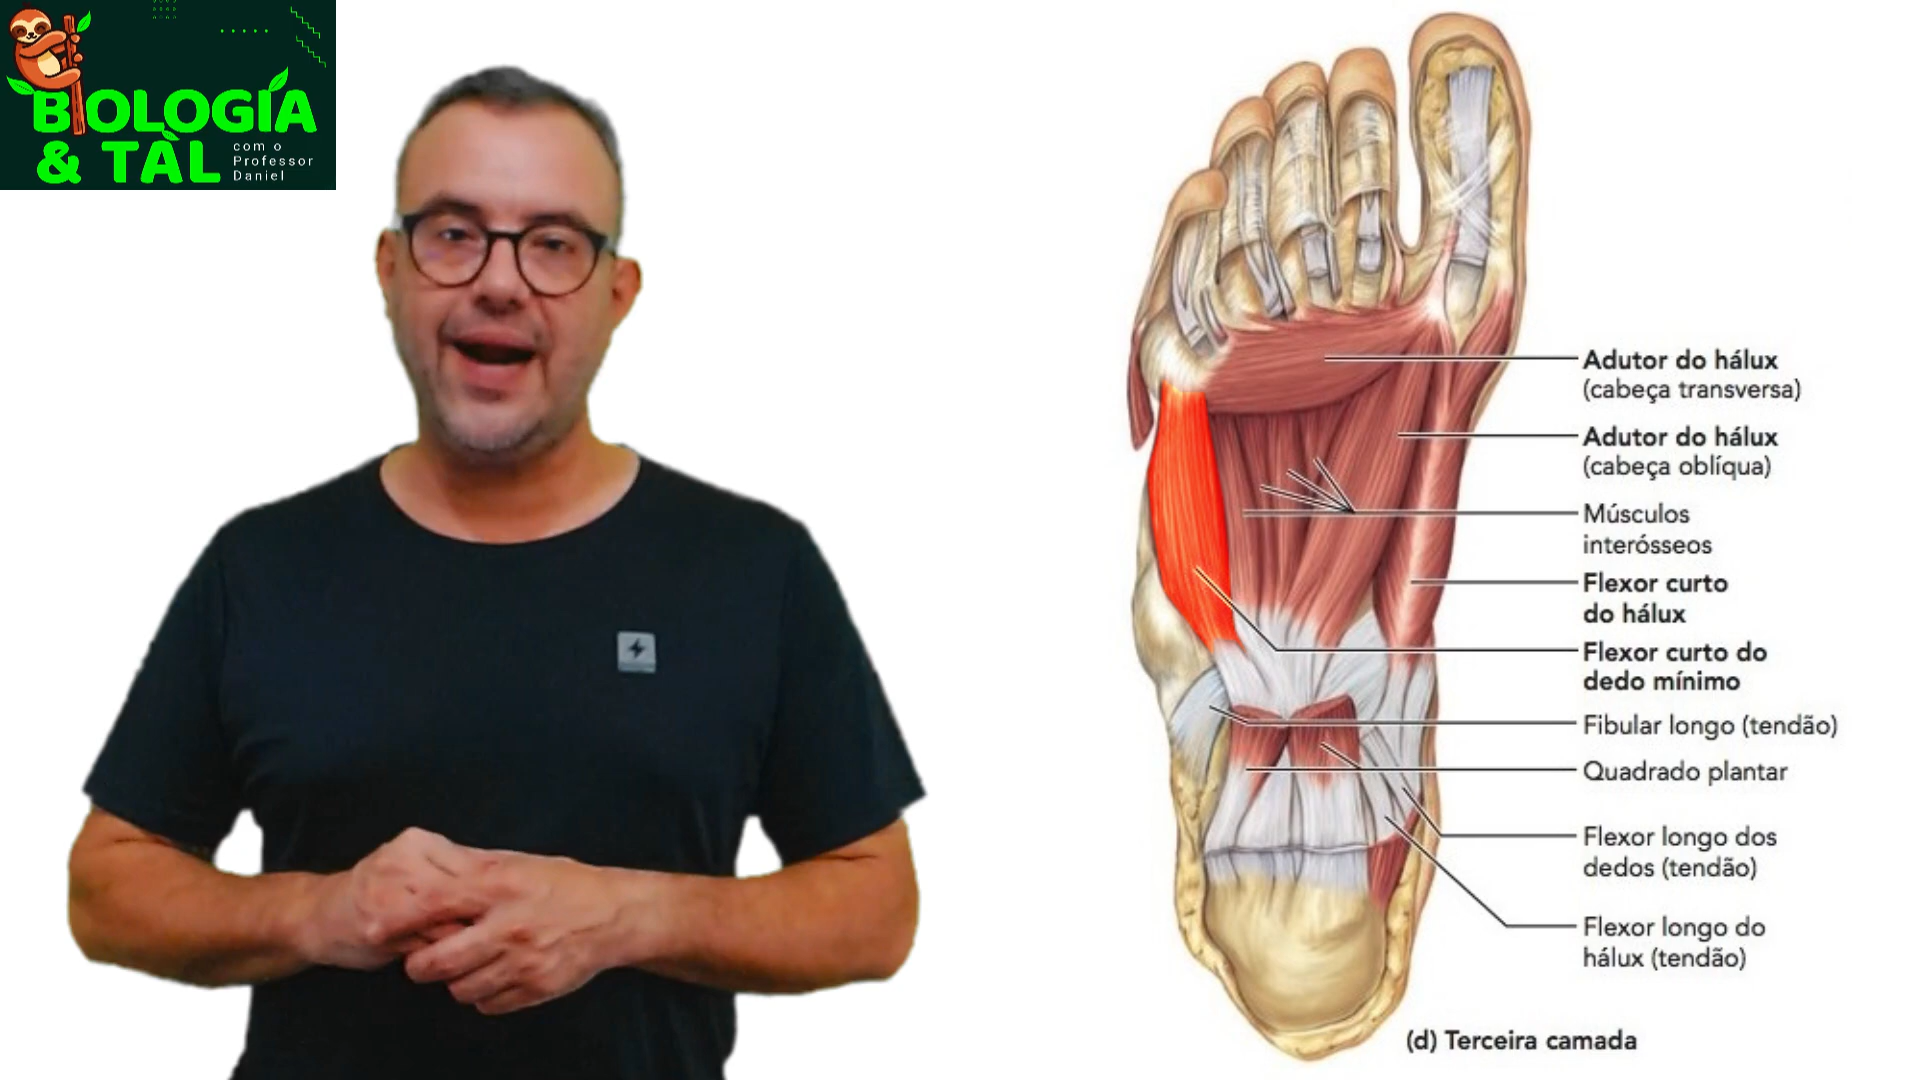 BIOLOGIA
& TAL
com o
Professor
Daniel
Adutor do hálux
(cabeça transversa)
Adutor do hálux
(cabeça oblíqua)
Músculos
interósseos
Flexor curto
do hálux
Flexor curto do
dedo mínimo
Fibular longo (tendão)
Quadrado plantar
Flexor longo dos
dedos (tendão)
Flexor longo do
hálux (tendão)
(d) Terceira camada